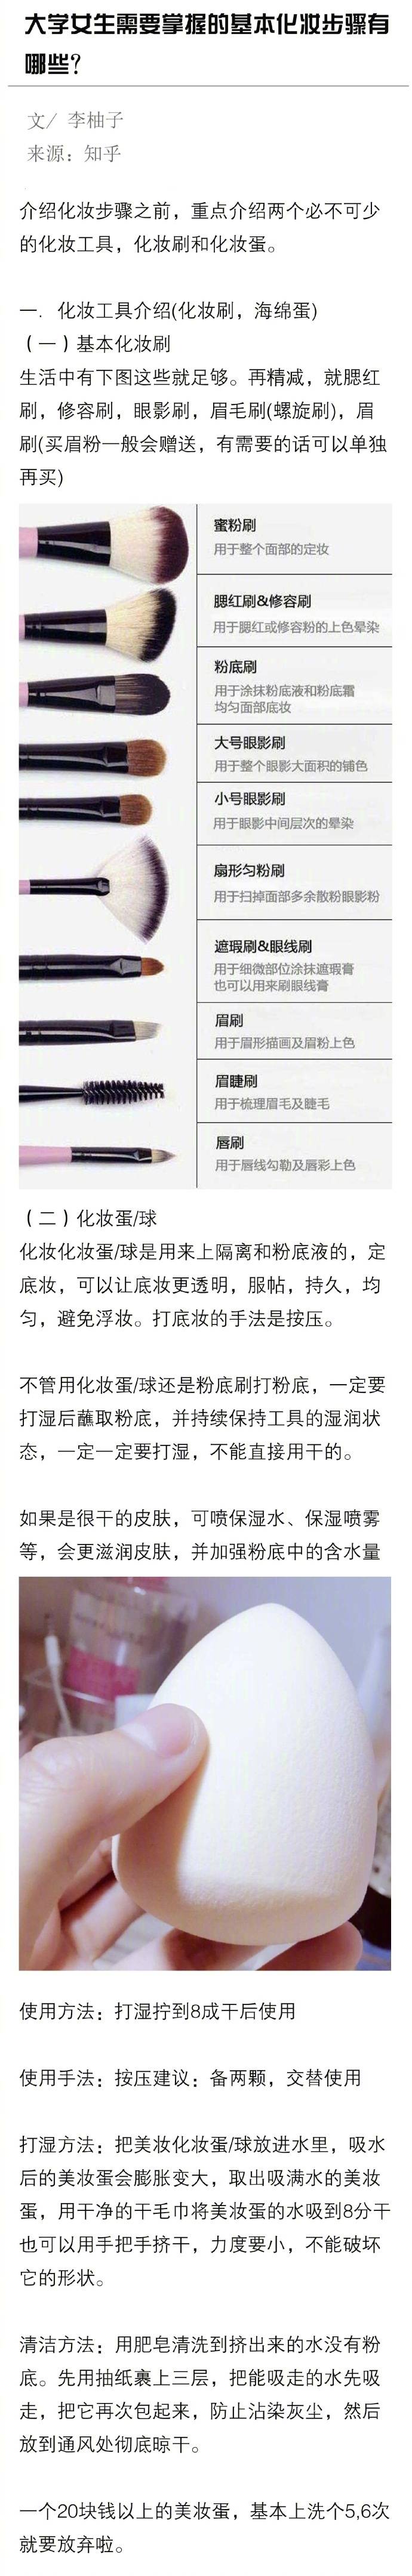 大学女生需要掌握的基本化妆步骤有
哪些？
文/ 李柚子
来源：知乎
介绍化妆步骤之前，重点介绍两个必不可少
的化妆工具，化妆刷和化妆蛋。
一．化妆工具介绍(化妆刷，海绵蛋)
（一）基本化妆刷
生活中有下图这些就足够。再精减，就腮红
刷，修容刷，眼影刷，眉毛刷(螺旋刷)，眉
刷(买眉粉一般会赠送，有需要的话可以单独
再买)
蜜粉刷
用于整个面部的定妆
腮红刷&修容刷
用于腮红或修容粉的上色晕染
粉底刷
用于涂抹粉底液和粉底霜
均匀面部底妆
大号眼影刷
用于整个眼影大面积的铺色
小号眼影刷
用于眼影中间层次的晕染
扇形匀粉刷
用于扫掉面部多余散粉眼影粉
遮瑕刷&眼线刷
用于细微部位涂抹遮瑕膏
也可以用来刷眼线膏
眉刷
用于眉形描画及眉粉上色
眉睫刷
用于梳理眉毛及睫毛
唇刷
用于唇线勾勒及唇彩上色
（二）化妆蛋/球
化妆化妆蛋/球是用来上隔离和粉底液的，定
底妆，可以让底妆更透明，服帖，持久，均
匀，避免浮妆。打底妆的手法是按压。
不管用化妆蛋/球还是粉底刷打粉底，一定要
打湿后蘸取粉底，并持续保持工具的湿润状
态，一定一定要打湿，不能直接用干的。
如果是很干的皮肤，可喷保湿水、保湿喷雾
等，会更滋润皮肤，并加强粉底中的含水量
使用方法：打湿拧到8成干后使用
使用手法：按压建议：备两颗，交替使用
打湿方法：把美妆化妆蛋/球放进水里，吸水
后的美妆蛋会膨胀变大，取出吸满水的美妆
蛋，用干净的干毛巾将美妆蛋的水吸到8分干
也可以用手把手挤干，力度要小，不能破坏
它的形状。
清洁方法：用肥皂清洗到挤出来的水没有粉
底。先用抽纸裹上三层，把能吸走的水先吸
走，把它再次包起来，防止沾染灰尘，然后
放到通风处彻底晾干。
一个20块钱以上的美妆蛋，基本上洗个5,6次
就要放弃啦。